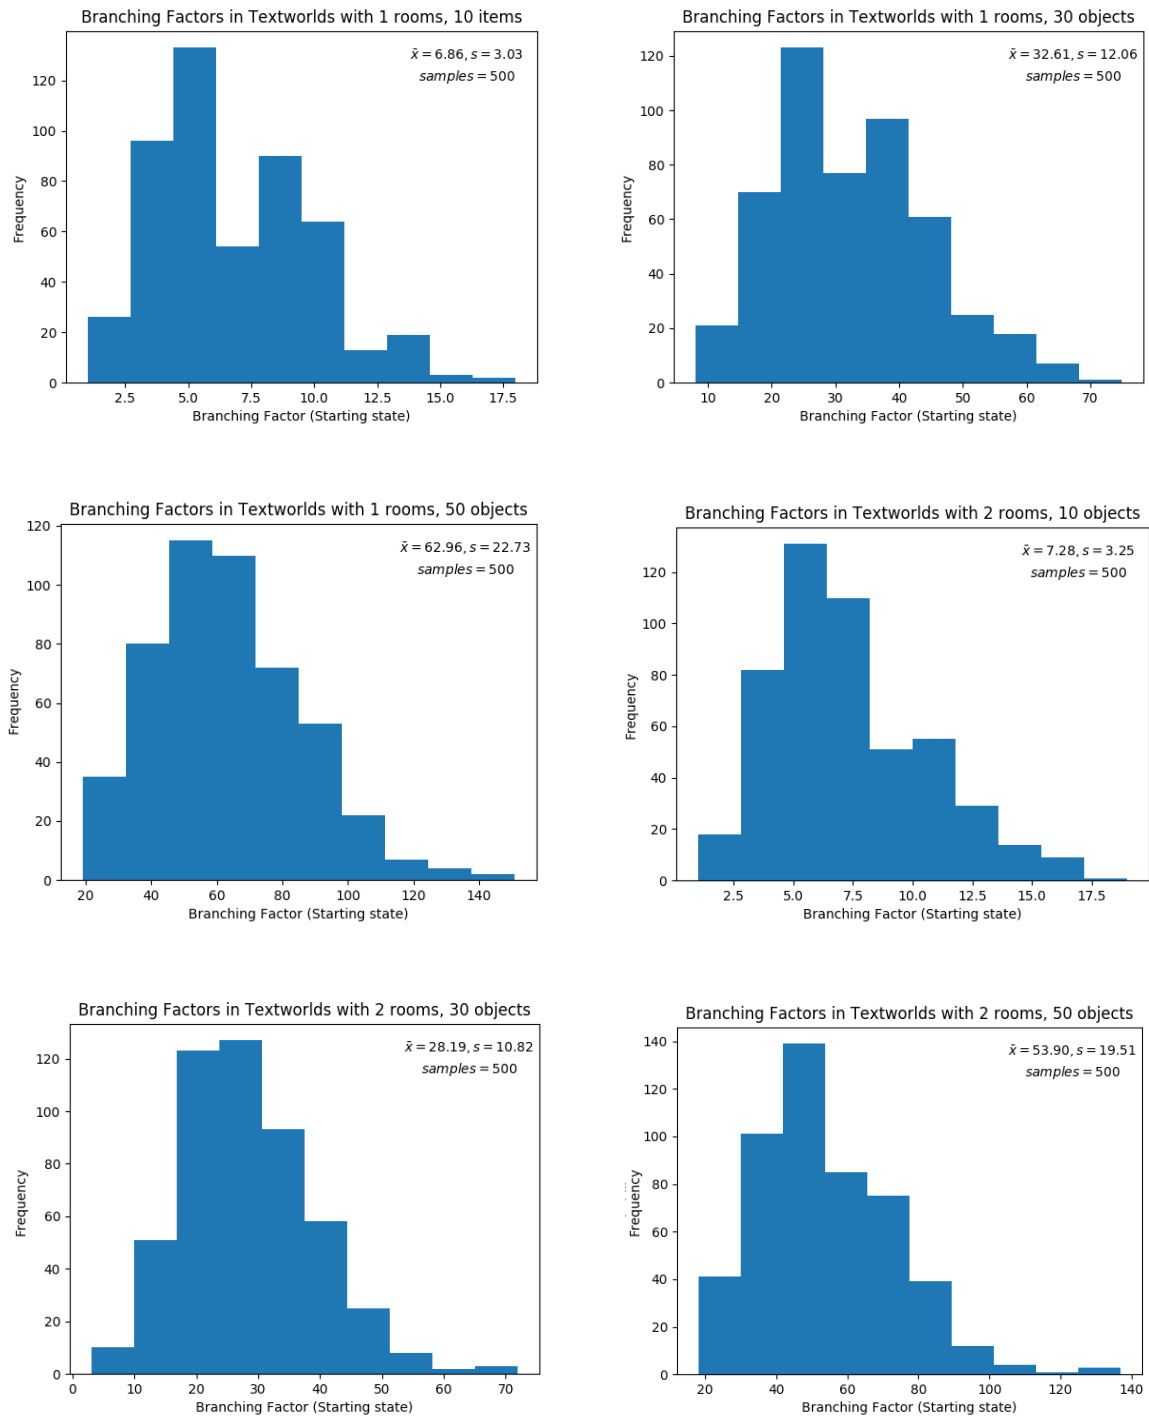 Branching Factors in Textworlds with 1 rooms, 10 items
x̄ = 6.86, s = 3.03
samples = 500
120
100
80
60
40
20
0
Frequency
2.5 5.0 7.5 10.0 12.5 15.0 17.5
Branching Factor (Starting state)
Branching Factors in Textworlds with 1 rooms, 30 objects
x̄ = 32.61, s = 12.06
samples = 500
120
100
80
60
40
20
0
Frequency
10 20 30 40 50 60 70
Branching Factor (Starting state)
Branching Factors in Textworlds with 1 rooms, 50 objects
x̄ = 62.96, s = 22.73
samples = 500
120
100
80
60
40
20
0
Frequency
20 40 60 80 100 120 140
Branching Factor (Starting state)
Branching Factors in Textworlds with 2 rooms, 10 objects
x̄ = 7.28, s = 3.25
samples = 500
120
100
80
60
40
20
0
Frequency
2.5 5.0 7.5 10.0 12.5 15.0 17.5
Branching Factor (Starting state)
Branching Factors in Textworlds with 2 rooms, 30 objects
x̄ = 28.19, s = 10.82
samples = 500
120
100
80
60
40
20
0
Frequency
0 10 20 30 40 50 60 70
Branching Factor (Starting state)
Branching Factors in Textworlds with 2 rooms, 50 objects
x̄ = 53.90, s = 19.51
samples = 500
140
120
100
80
60
40
20
0
Frequency
20 40 60 80 100 120 140
Branching Factor (Starting state)